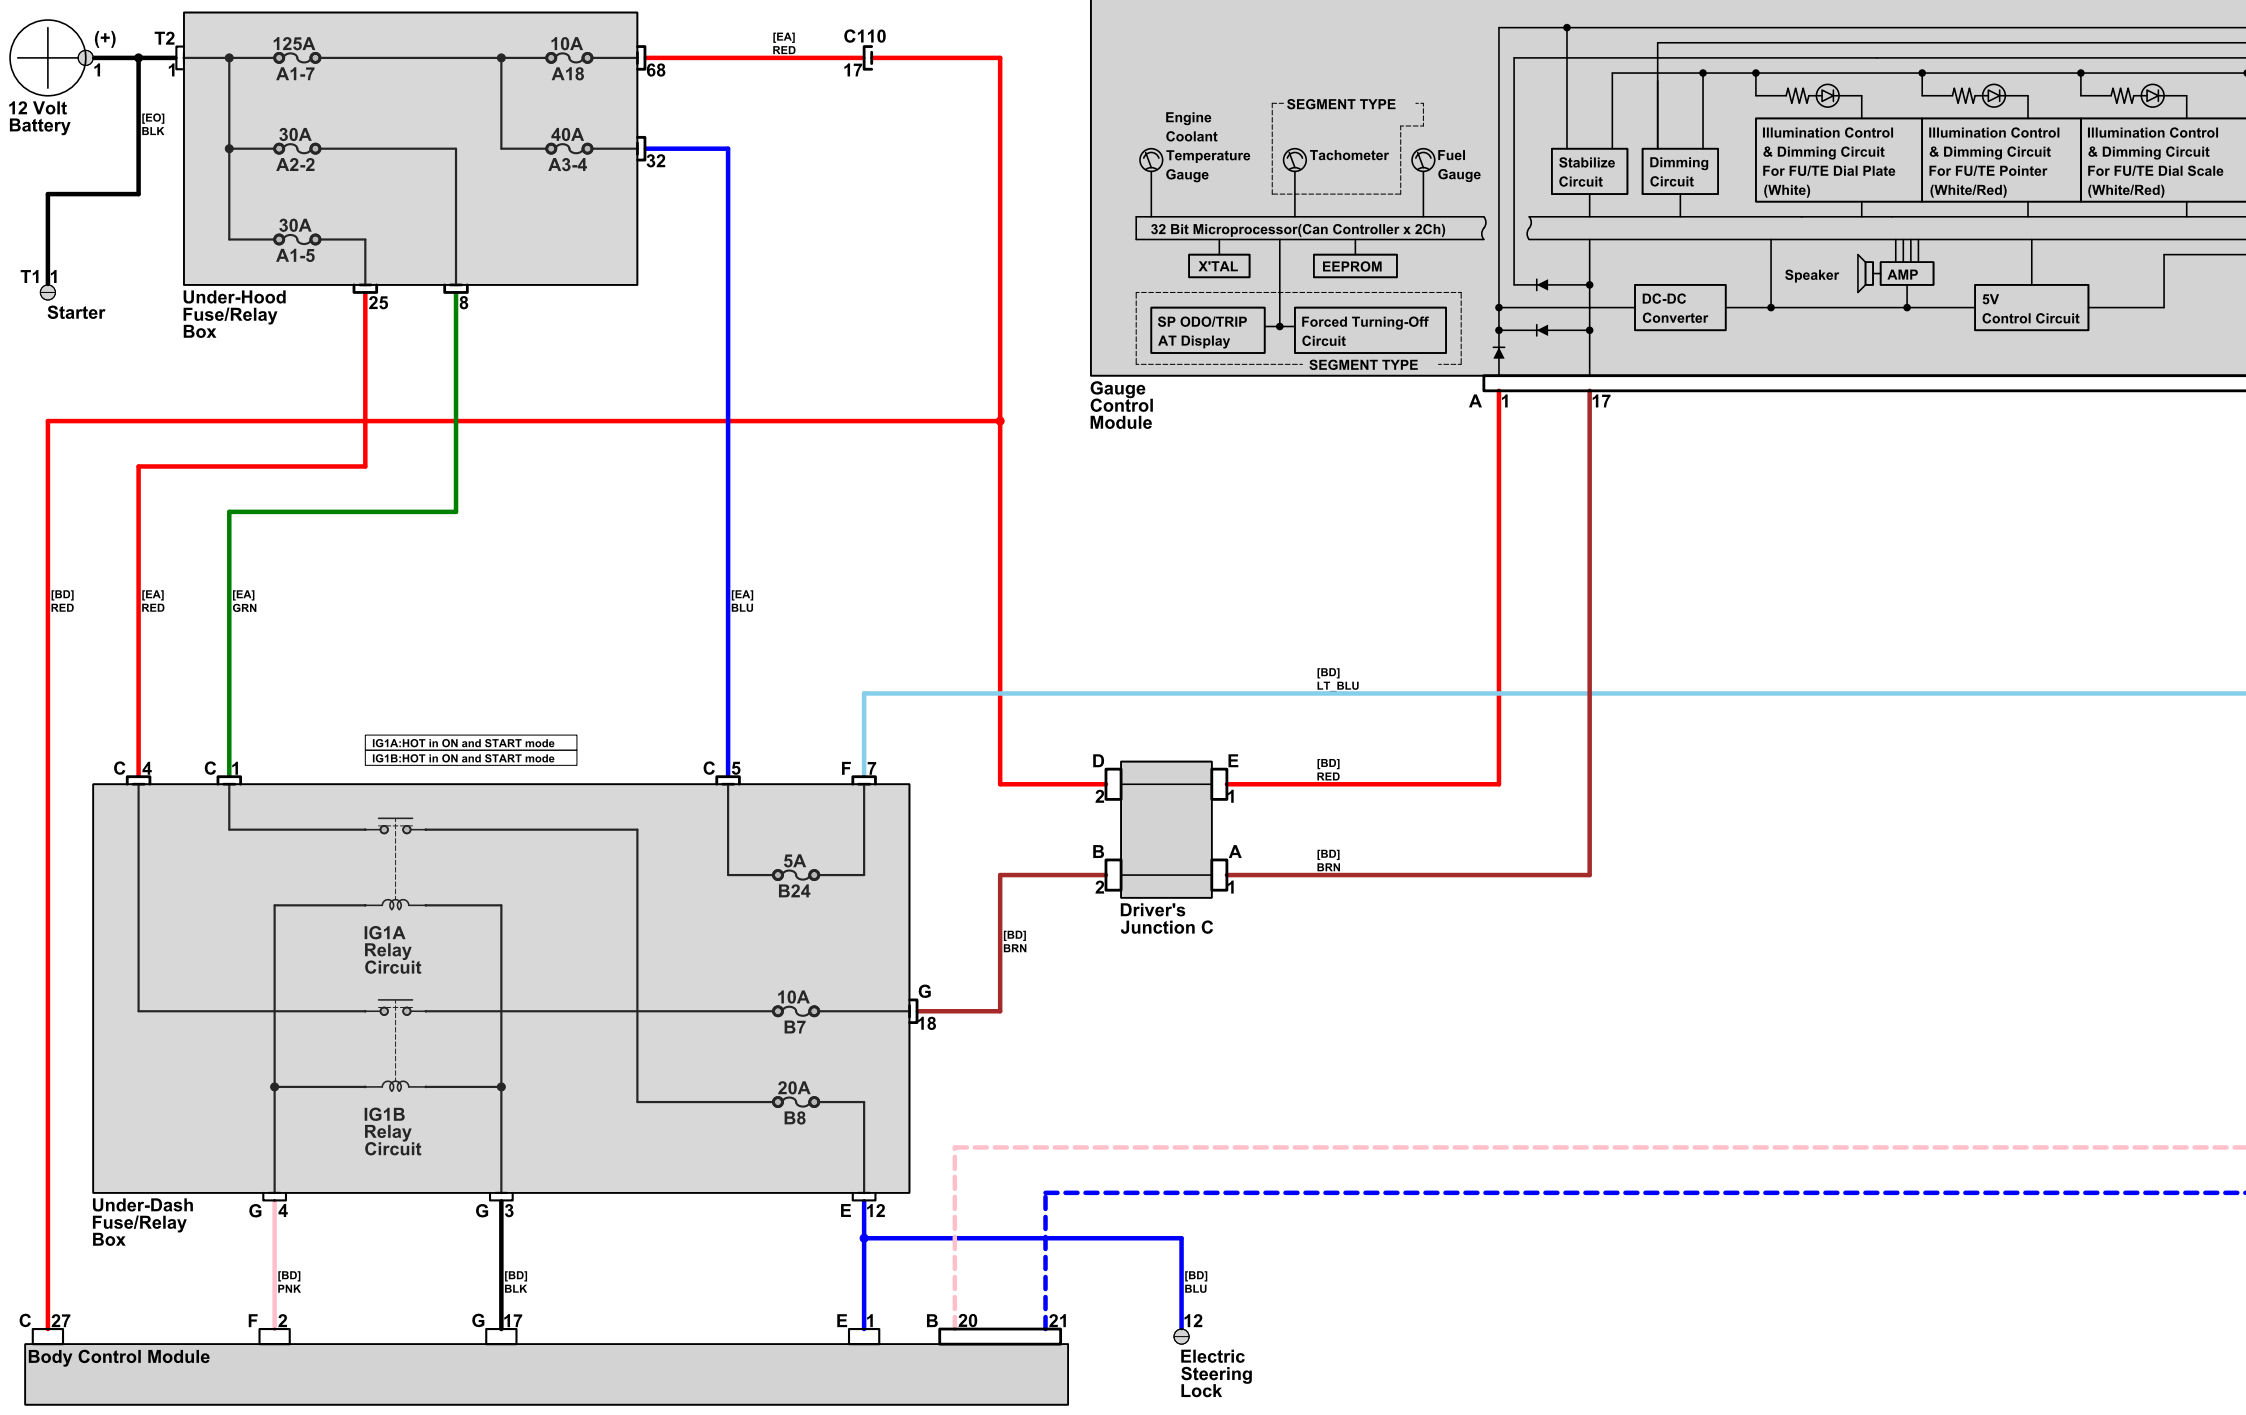 (+)
1
12 Volt
Battery
T2
1
[EO]
BLK
T1
1
Starter
125A
A1-7
10A
A18
30A
A2-2
40A
A3-4
30A
A1-5
68
32
25
8
Under-Hood
Fuse/Relay
Box
[EA]
RED
C110
17
Engine
Coolant
Temperature
Gauge
SEGMENT TYPE
Tachometer
Fuel
Gauge
32 Bit Microprocessor(Can Controller x 2Ch)
X'TAL
EEPROM
SP ODO/TRIP
AT Display
Forced Turning-Off
Circuit
SEGMENT TYPE
Stabilize
Circuit
Dimming
Circuit
Illumination Control
& Dimming Circuit
For FU/TE Dial Plate
(White)
Illumination Control
& Dimming Circuit
For FU/TE Pointer
(White/Red)
Illumination Control
& Dimming Circuit
For FU/TE Dial Scale
(White/Red)
Speaker
AMP
DC-DC
Converter
5V
Control Circuit
Gauge
Control
Module
A
1
17
[BD]
RED
[EA]
RED
[EA]
GRN
[EA]
BLU
[BD]
LT_BLU
IG1A:HOT in ON and START mode
IG1B:HOT in ON and START mode
C
4
C
1
C
5
F
7
D
2
E
1
[BD]
RED
B
2
A
1
[BD]
BRN
Driver's
Junction C
5A
B24
IG1A
Relay
Circuit
[BD]
BRN
G
18
10A
B7
20A
B8
IG1B
Relay
Circuit
Under-Dash
Fuse/Relay
Box
G
4
G
3
E
12
[BD]
PNK
[BD]
BLK
[BD]
BLU
C
27
F
2
G
17
E
1
B
20
21
12
Body Control Module
Electric
Steering
Lock